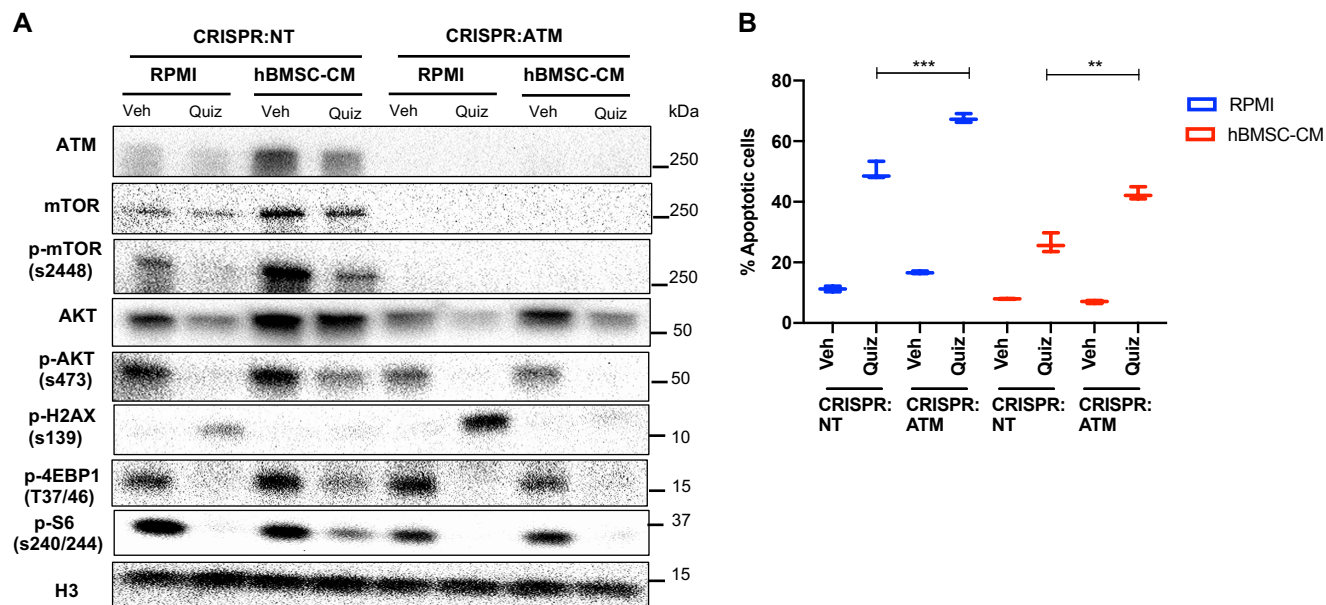 A
CRISPR:NT CRISPR:ATM
RPMI hBMSC-CM RPMI hBMSC-CM
Veh Quiz Veh Quiz Veh Quiz Veh Quiz kDa
ATM 250
mTOR 250
p-mTOR
(s2448) 250
AKT 50
p-AKT
(s473) 50
p-H2AX
(s139) 10
p-4EBP1
(T37/46) 15
p-S6
(s240/244) 37
H3 15
B
*** **
% Apoptotic cells
80
60
40
20
0
Veh Quiz Veh Quiz Veh Quiz Veh Quiz
CRISPR: CRISPR: CRISPR: CRISPR:
NT ATM NT ATM
RPMI
hBMSC-CM